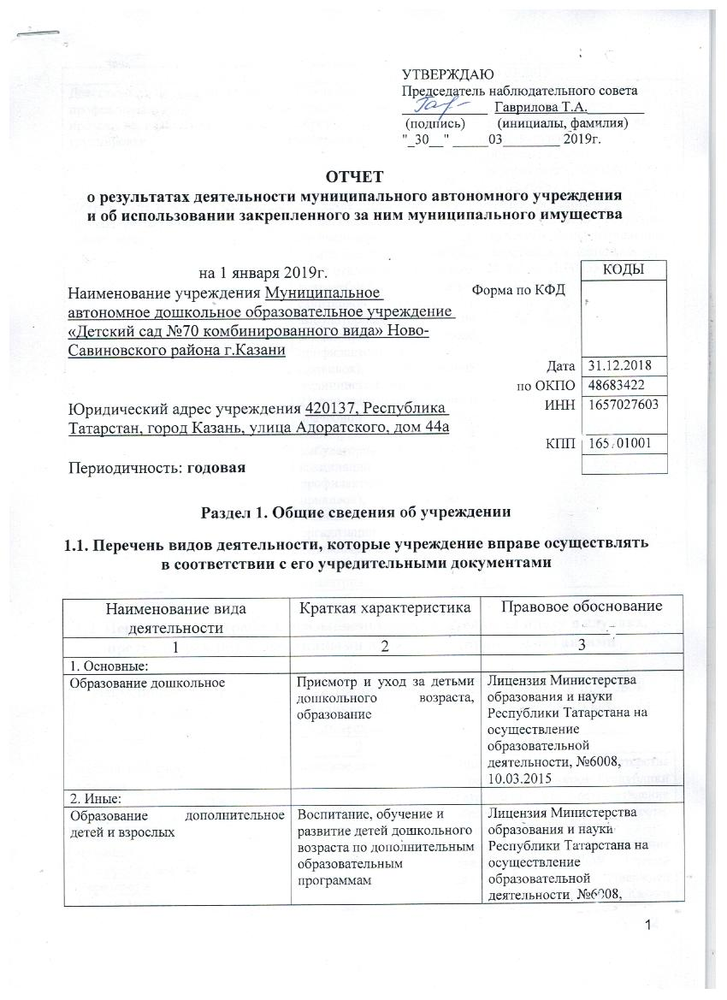 УТВЕРЖДАЮ
Председатель наблюдательного совета
Гаврилова Т.А.
(подпись) (инициалы, фамилия)
"_30__" _____03________ 2019г.
ОТЧЕТ
о результатах деятельности муниципального автономного учреждения
и об использовании закрепленного за ним муниципального имущества
КОДЫ
на 1 января 2019г.
Наименование учреждения Муниципальное Форма по КФД
автономное дошкольное образовательное учреждение
«Детский сад №70 комбинированного вида» Ново-
Савиновского района г.Казани
Дата 31.12.2018
по ОКПО 48683422
Юридический адрес учреждения 420137, Республика ИНН 1657027603
Татарстан, город Казань, улица Адоратского, дом 44а
КПП 165701001
Периодичность: годовая
Раздел 1. Общие сведения об учреждении
1.1. Перечень видов деятельности, которые учреждение вправе осуществлять
в соответствии с его учредительными документами
Наименование вида
деятельности
Краткая характеристика
Правовое обоснование
1 2 3
1. Основные:
Образование дошкольное
Присмотр и уход за детьми
дошкольного возраста,
образование
Лицензия Министерства
образования и науки
Республики Татарстана на
осуществление
образовательной
деятельности, №6008,
10.03.2015
2. Иные:
Образование дополнительное
детей и взрослых
Воспитание, обучение и
развитие детей дошкольного
возраста по дополнительным
образовательным
программам
Лицензия Министерства
образования и науки
Республики Татарстана на
осуществление
образовательной
деятельности, №6008,
1